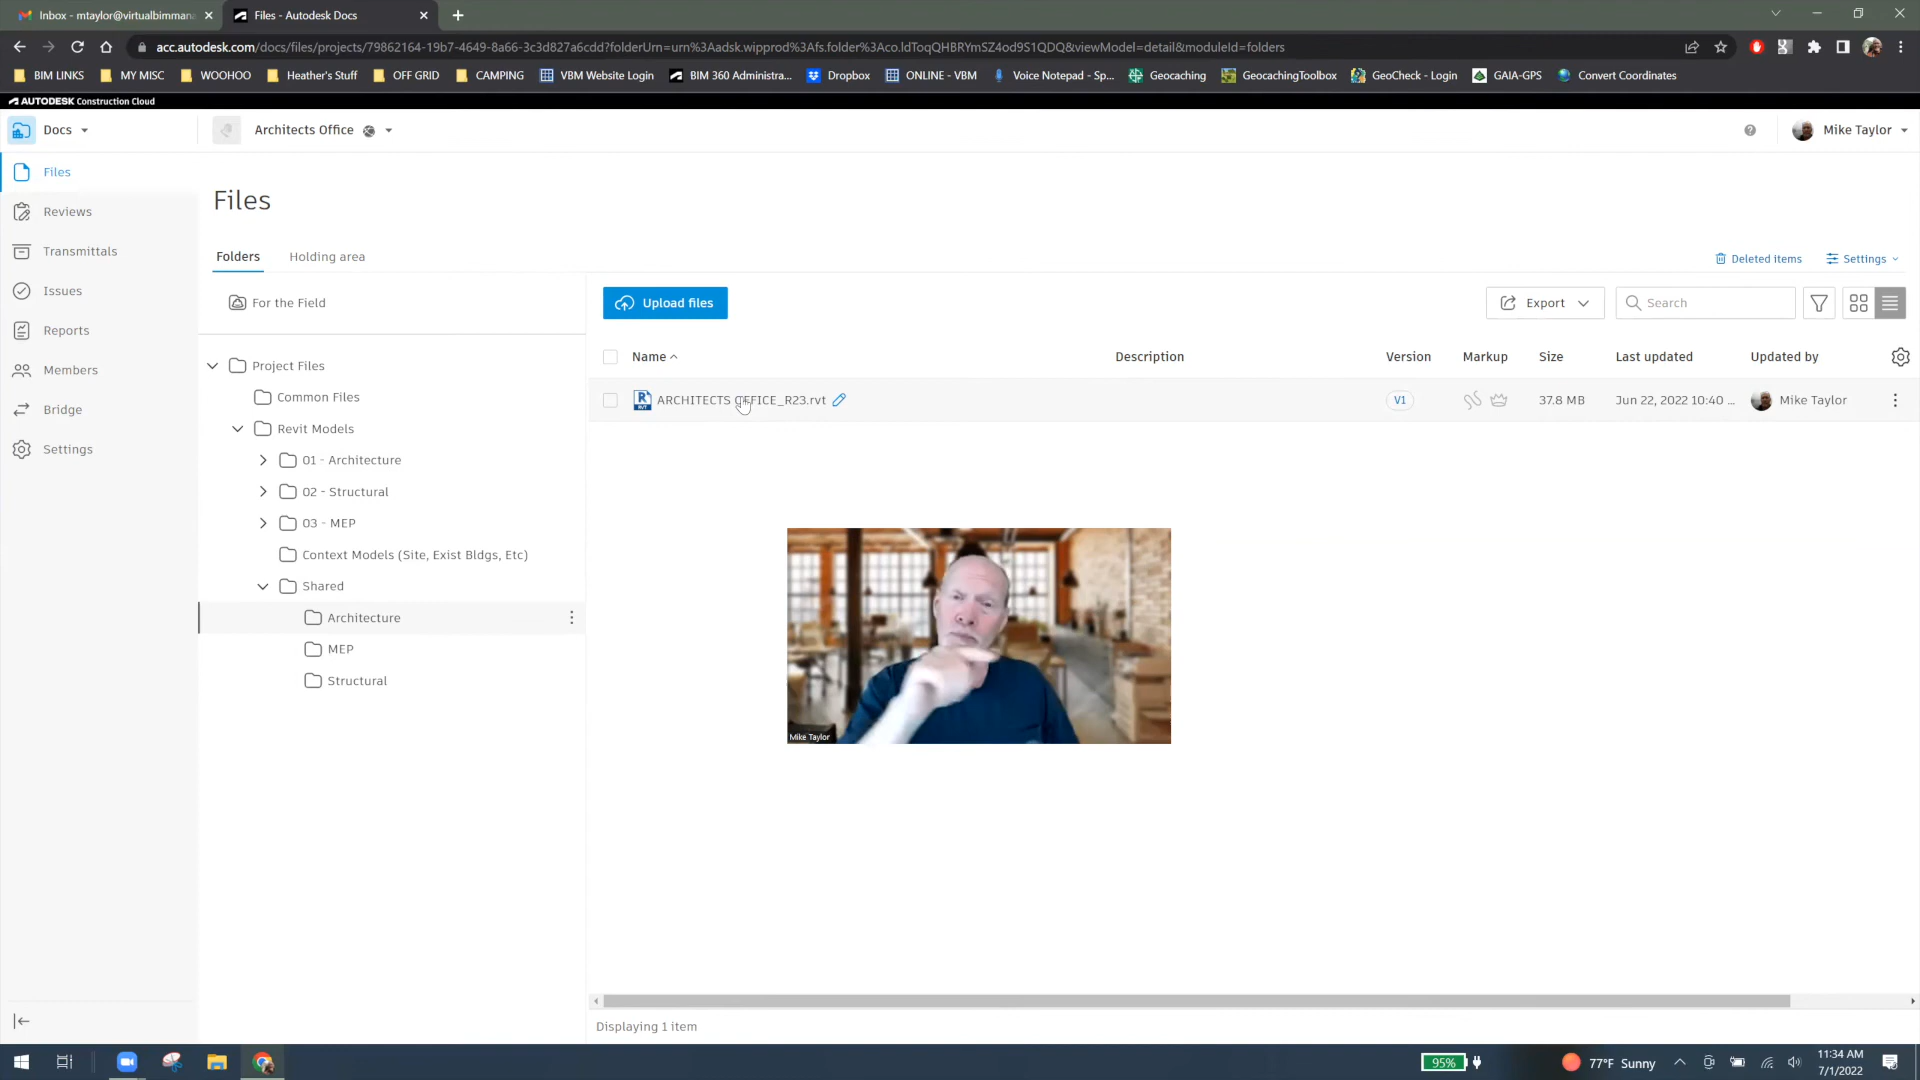 Inbox - mtaylor@virtualbimmana
Files - Autodesk Docs
acc.autodesk.com/docs/files/projects/79862164-19b7-4649-8a66-3c3d827a6cdd?folderUrn=urn%3Aadsk.wipprod%3Afs.folder%3Aco.ldToqQHBRYmSZ4od9S1QDQ&viewModel=detail&moduleId=folders
BIM LINKS MY MISC WOOHOO Heather's Stuff OFF GRID CAMPING VBM Website Login BIM 360 Administra... Dropbox ONLINE - VBM Voice Notepad - Sp... Geocaching GeocachingToolbox GeoCheck - Login GAIA-GPS Convert Coordinates
AUTODESK Construction Cloud
Docs
Architects Office
Mike Taylor
Files
Reviews
Transmittals
Issues
Reports
Members
Bridge
Settings
Files
Folders
Holding area
Deleted items
Settings
For the Field
Project Files
Common Files
Revit Models
01 - Architecture
02 - Structural
03 - MEP
Context Models (Site, Exist Bldgs, Etc)
Shared
Architecture
MEP
Structural
Upload files
Export
Search
Name Description Version Markup Size Last updated Updated by
ARCHITECTS OFFICE_R23.rvt V1 37.8 MB Jun 22, 2022 10:40 ... Mike Taylor
Mike Taylor
Displaying 1 item
95%
77°F Sunny
11:34 AM
7/1/2022